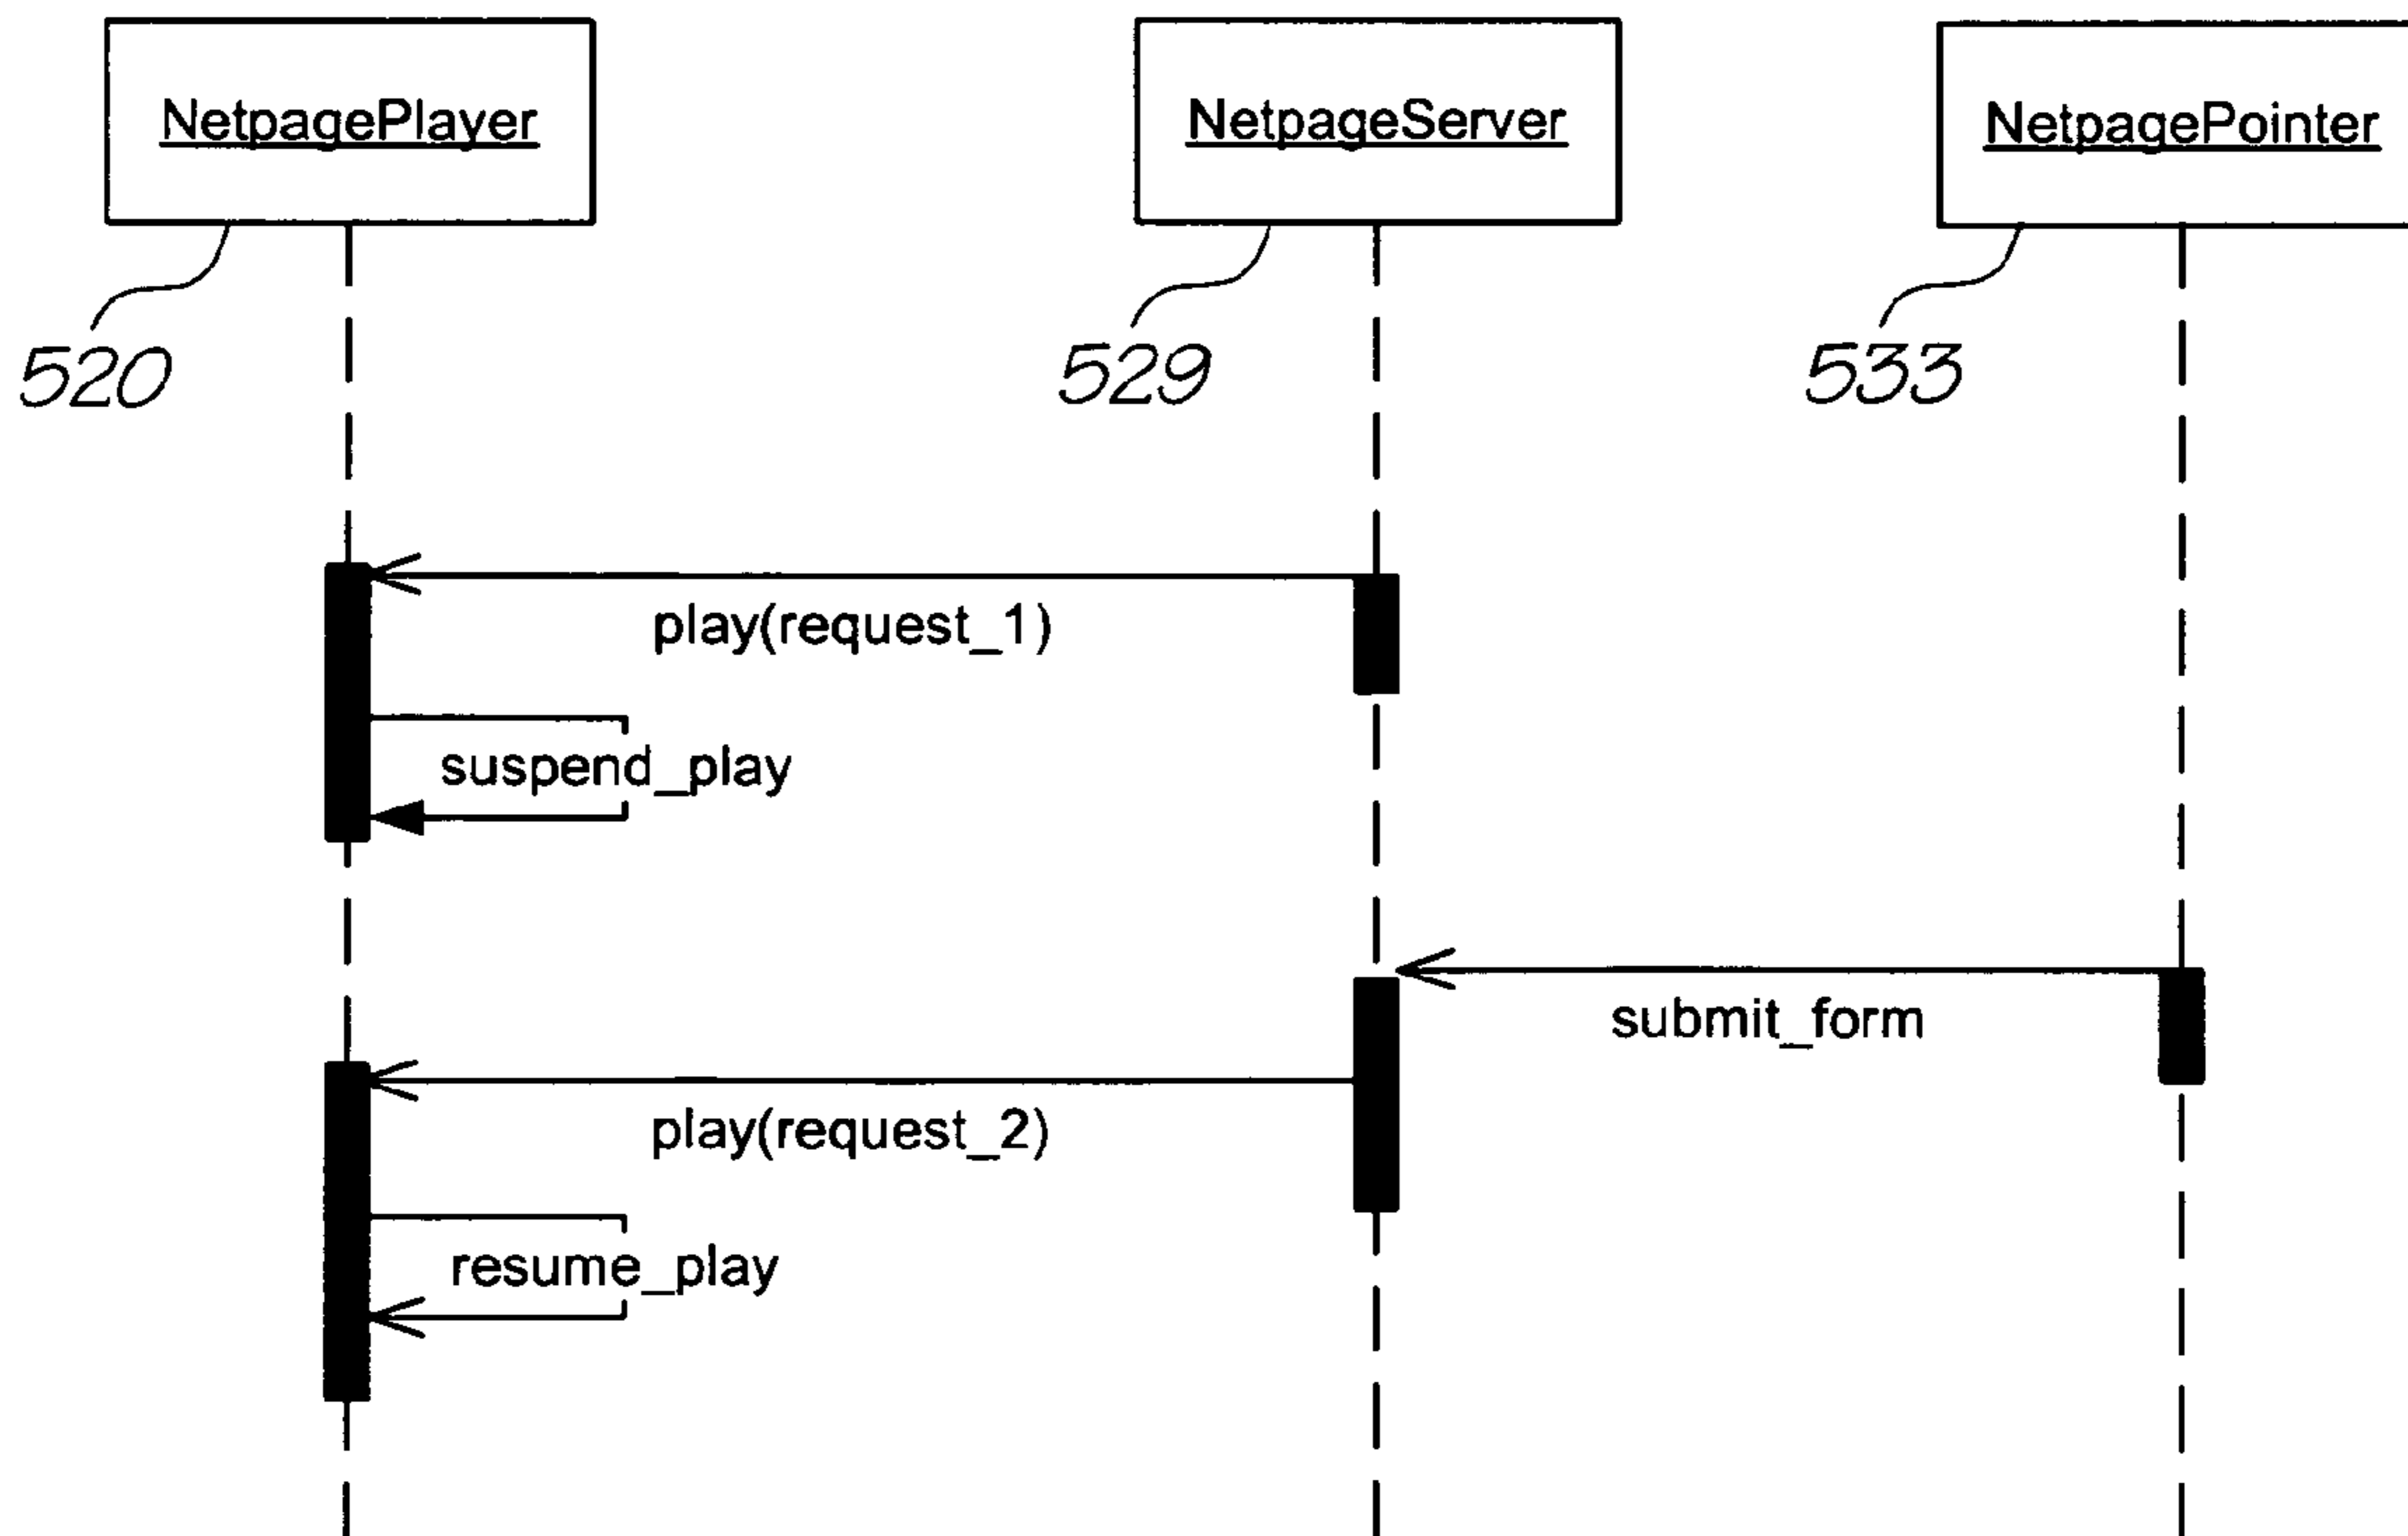 NetpagePlayer
NetpageServer
NetpagePointer
520
529
533
play(request_1)
suspend_play
submit_form
play(request_2)
resume_play